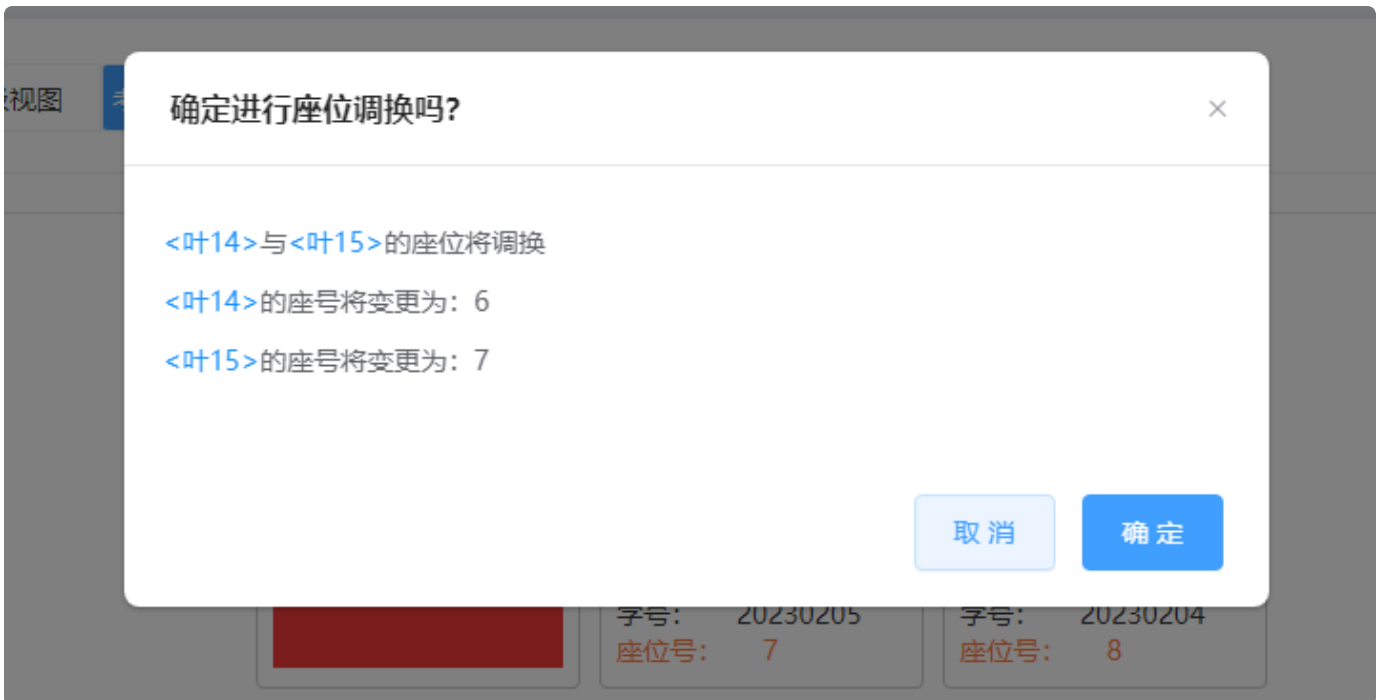 视图
确定进行座位调换吗?
<叶14>与<叶15>的座位将调换
<叶14>的座号将变更为：6
<叶15>的座号将变更为：7
取 消
确 定
学号： 20230205
座位号： 7
学号： 20230204
座位号： 8